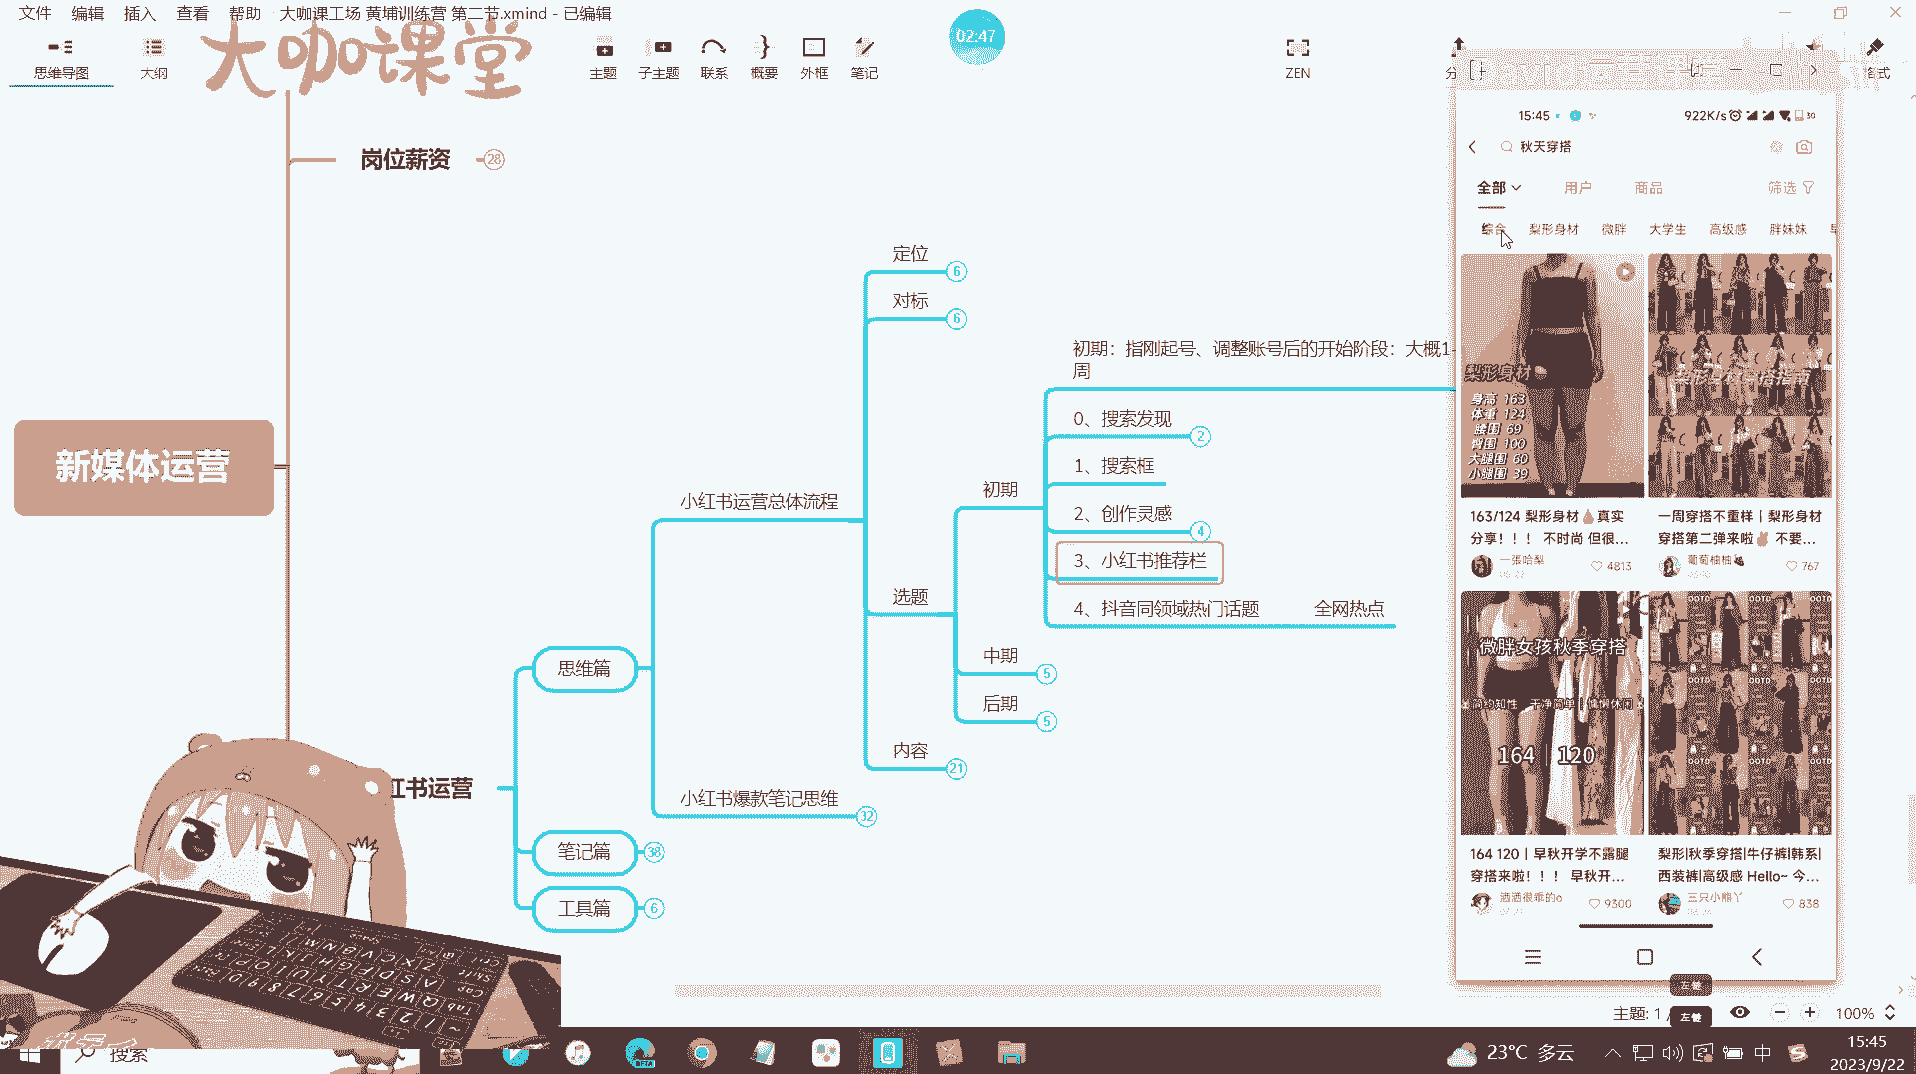 文件 编辑 插入 查看 帮助 大咖课工场 黄埔训练营 第二节.xmind - 已编辑
02:47
思维导图 大纲 主题 子主题 联系 概要 外框 笔记 ZEN
大咖课堂
岗位薪资 28
新媒体运营
定位 6
对标 6
初期：指刚起号、调整账号后的开始阶段：大概1-
周
0、搜索发现 2
1、搜索框
初期
2、创作灵感 4
小红书运营总体流程
3、小红书推荐栏
选题
4、抖音同领域热门话题 全网热点
中期 5
思维篇
后期 5
内容 21
红书运营
小红书爆款笔记思维 32
笔记篇 38
工具篇 6
15:45 922K/s 30
秋天穿搭
全部 用户 商品 筛选
综合 梨形身材 微胖 大学生 高级感 胖妹妹
梨形身材
身高 163
体重 124
腰围 69
臀围 100
大腿围 60
小腿围 39
梨形身材穿搭指南
163/124 梨形身材真实
分享！！！ 不时尚 但很...
一張哈梨 4813
一周穿搭不重样丨梨形身材
穿搭第二弹来啦 不要...
葡萄柚柚 767
微胖女孩秋季穿搭
简约知性 干净简单 慵懒休闲
164 120
OOTD
164 120丨早秋开学不露腿
穿搭来啦！！！ 早秋开...
洒洒很乖的o 9300
梨形|秋季穿搭|牛仔裤|韩系|
西装裤|高级感 Hello~ 今...
三只小熊丫 838
左键
左键
主题: 1 / 100%
搜索
23°C 多云 中 15:45
2023/9/22